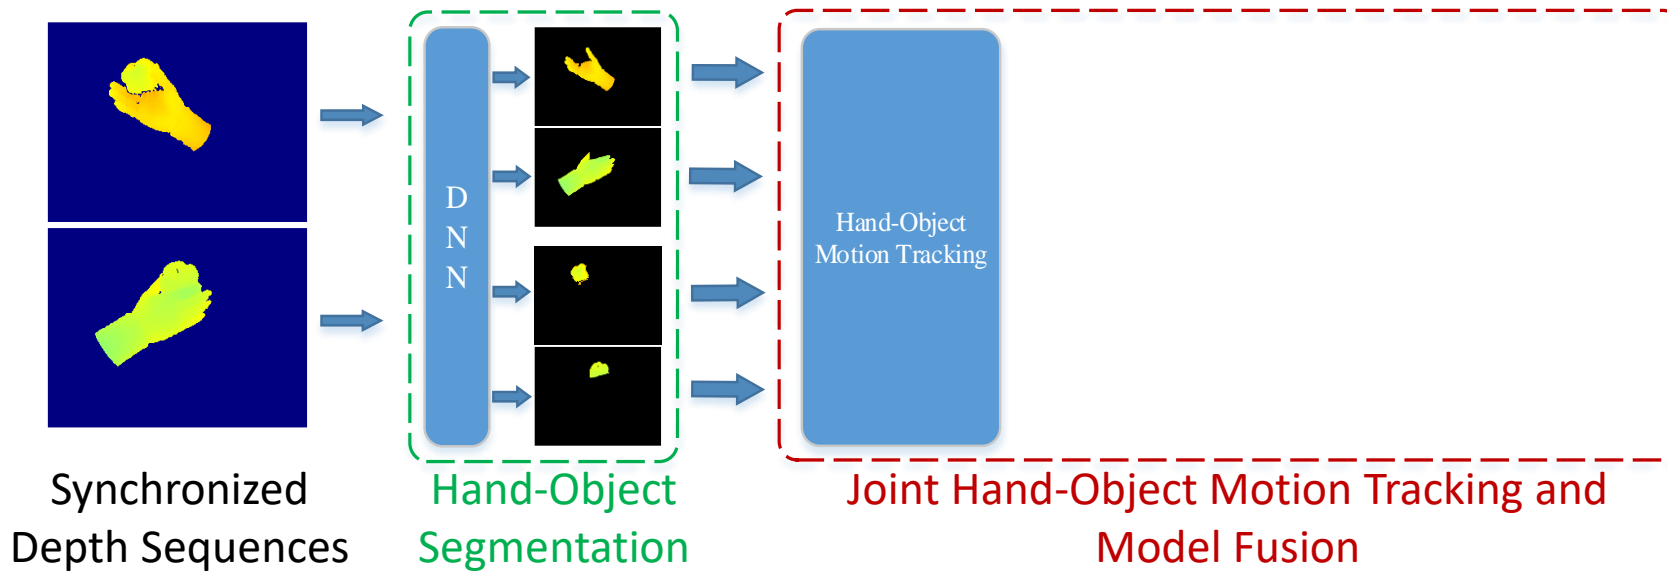 D
N
N
Hand-Object
Motion Tracking
Synchronized
Depth Sequences
Hand-Object
Segmentation
Joint Hand-Object Motion Tracking and
Model Fusion